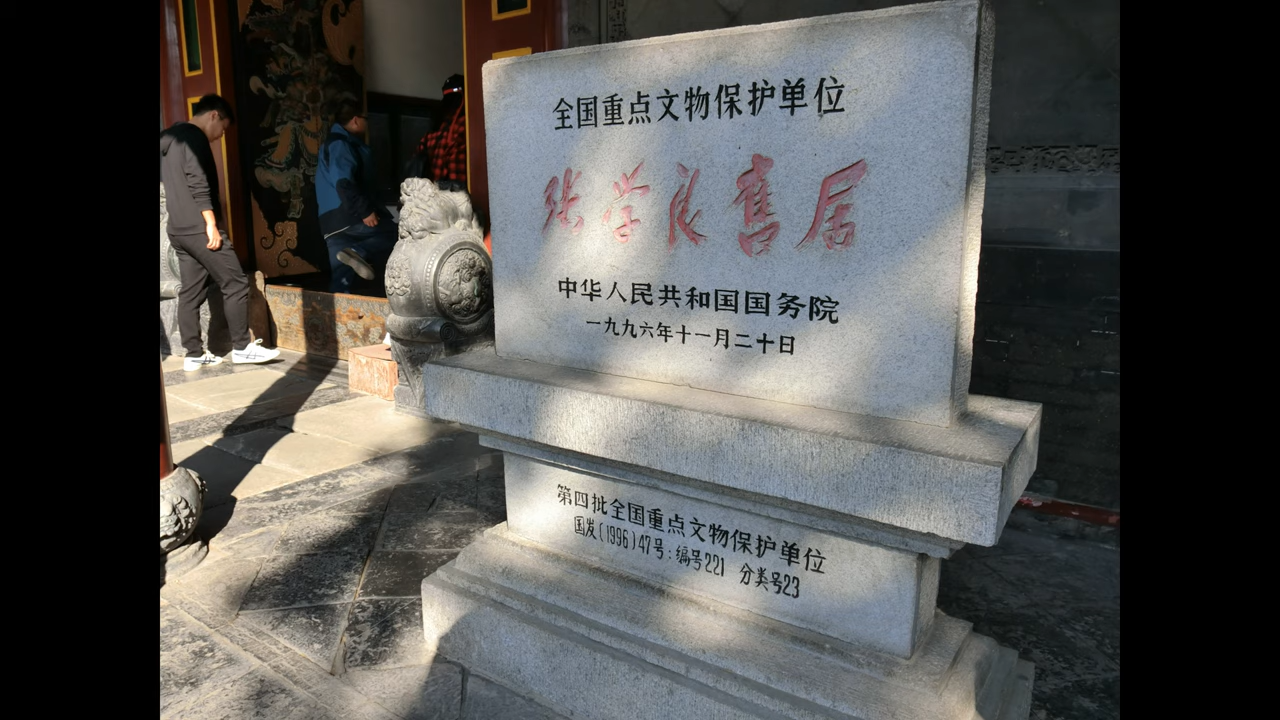 全国重点文物保护单位
张学良舊居
中华人民共和国国务院
一九九六年十一月二十日
第四批全国重点文物保护单位
国发(1996)47号:编号221 分类号23